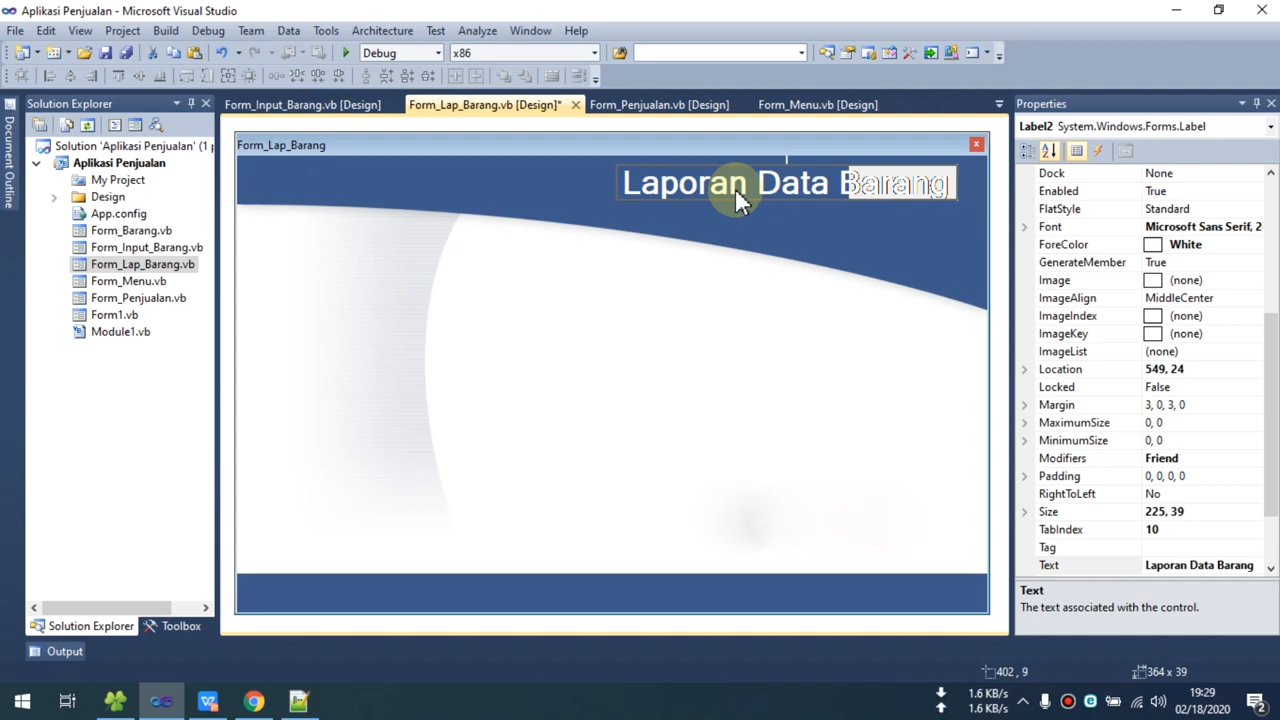 Aplikasi Penjualan - Microsoft Visual Studio
File Edit View Project Build Debug Team Data Tools Architecture Test Analyze Window Help
Debug x86
Solution Explorer
Form_Input_Barang.vb [Design] Form_Lap_Barang.vb [Design]* Form_Penjualan.vb [Design] Form_Menu.vb [Design]
Properties
Document Outline
Solution 'Aplikasi Penjualan' (1 p
Aplikasi Penjualan
My Project
Design
App.config
Form_Barang.vb
Form_Input_Barang.vb
Form_Lap_Barang.vb
Form_Menu.vb
Form_Penjualan.vb
Form1.vb
Module1.vb
Solution Explorer Toolbox
Output
Form_Lap_Barang
Laporan Data Barang
Label2 System.Windows.Forms.Label
Dock None
Enabled True
FlatStyle Standard
Font Microsoft Sans Serif, 2
ForeColor White
GenerateMember True
Image (none)
ImageAlign MiddleCenter
ImageIndex (none)
ImageKey (none)
ImageList (none)
Location 549, 24
Locked False
Margin 3, 0, 3, 0
MaximumSize 0, 0
MinimumSize 0, 0
Modifiers Friend
Padding 0, 0, 0, 0
RightToLeft No
Size 225, 39
TabIndex 10
Tag
Text Laporan Data Barang
Text
The text associated with the control.
402 , 9 364 x 39
1.6 KB/s
1.6 KB/s
19:29
02/18/2020
2